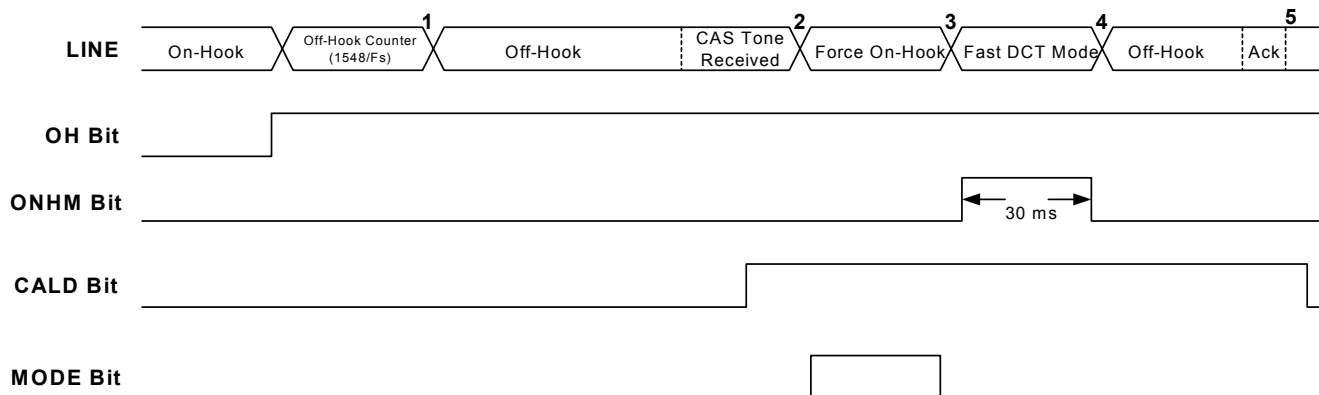 1 2 3 4 5
LINE On-Hook Off-Hook Counter (1548/Fs) Off-Hook CAS Tone Received Force On-Hook Fast DCT Mode Off-Hook Ack
OH Bit
ONHM Bit
30 ms
CALD Bit
MODE Bit